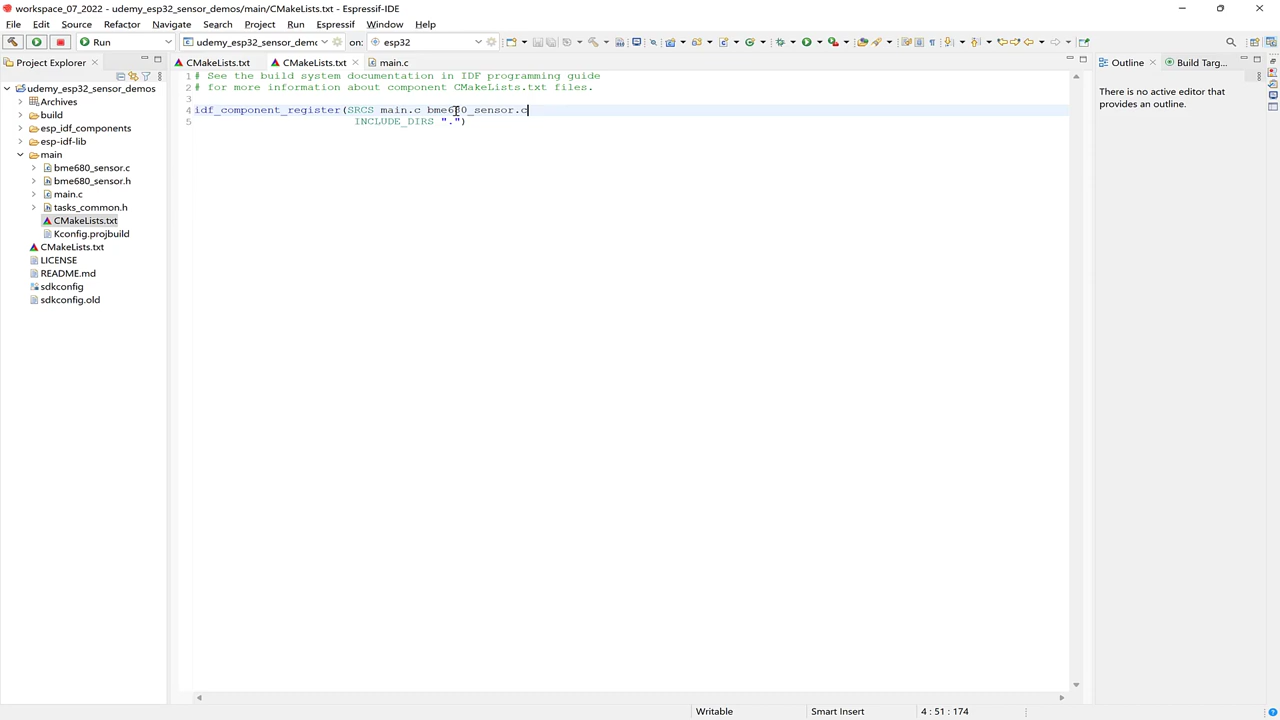 workspace_07_2022 - udemy_esp32_sensor_demos/main/CMakeLists.txt - Espressif-IDE
File Edit Source Refactor Navigate Search Project Run Espressif Window Help
Run udemy_esp32_sensor_demc on: esp32
Project Explorer
CMakeLists.txt CMakeLists.txt main.c
Outline Build Targ...
1 # See the build system documentation in IDF programming guide
2 # for more information about component CMakeLists.txt files.
3
4 idf_component_register(SRCS main.c bme680_sensor.c
5 INCLUDE_DIRS ".")
udemy_esp32_sensor_demos
Archives
build
esp_idf_components
esp-idf-lib
main
bme680_sensor.c
bme680_sensor.h
main.c
tasks_common.h
CMakeLists.txt
Kconfig.projbuild
CMakeLists.txt
LICENSE
README.md
sdkconfig
sdkconfig.old
There is no active editor that
provides an outline.
Writable Smart Insert 4 : 51 : 174